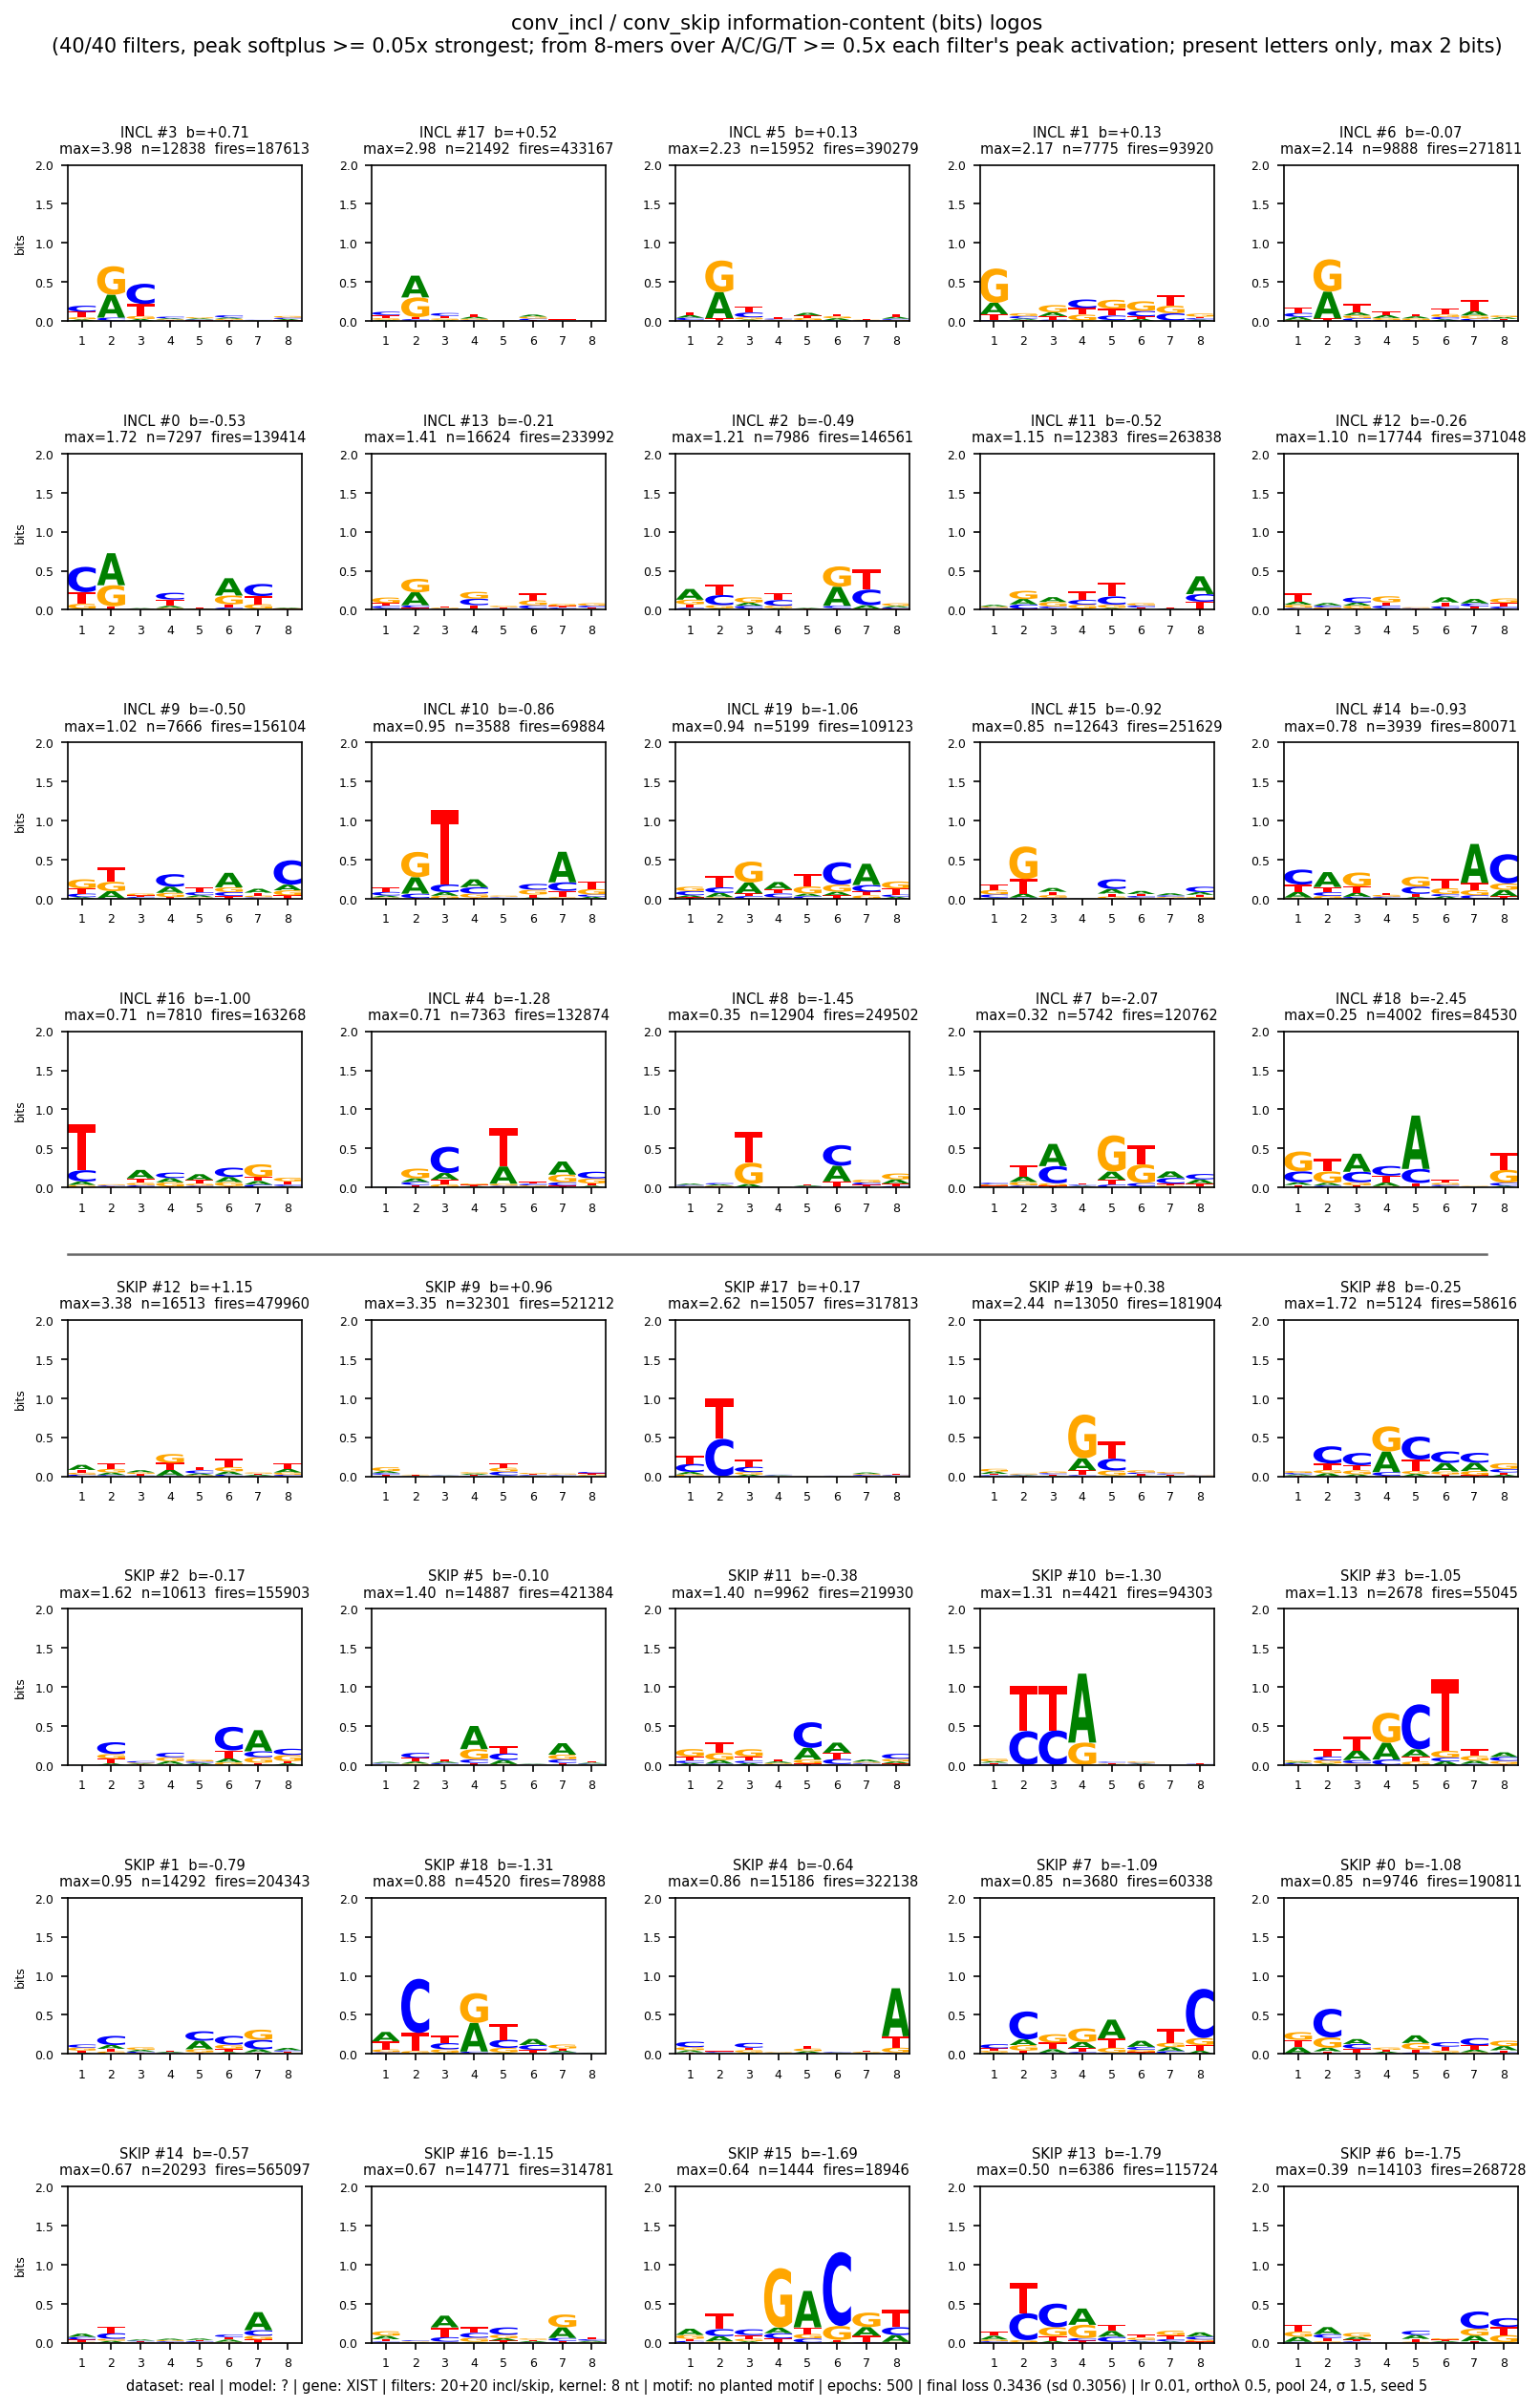 conv_incl / conv_skip information-content (bits) logos
(40/40 filters, peak softplus >= 0.05x strongest; from 8-mers over A/C/G/T >= 0.5x each filter's peak activation; present letters only, max 2 bits)
INCL #3 b=+0.71
max=3.98 n=12838 fires=187613
INCL #17 b=+0.52
max=2.98 n=21492 fires=433167
INCL #5 b=+0.13
max=2.23 n=15952 fires=390279
INCL #1 b=+0.13
max=2.17 n=7775 fires=93920
INCL #6 b=-0.07
max=2.14 n=9888 fires=271811
INCL #0 b=-0.53
max=1.72 n=7297 fires=139414
INCL #13 b=-0.21
max=1.41 n=16624 fires=233992
INCL #2 b=-0.49
max=1.21 n=7986 fires=146561
INCL #11 b=-0.52
max=1.15 n=12383 fires=263838
INCL #12 b=-0.26
max=1.10 n=17744 fires=371048
INCL #9 b=-0.50
max=1.02 n=7666 fires=156104
INCL #10 b=-0.86
max=0.95 n=3588 fires=69884
INCL #19 b=-1.06
max=0.94 n=5199 fires=109123
INCL #15 b=-0.92
max=0.85 n=12643 fires=251629
INCL #14 b=-0.93
max=0.78 n=3939 fires=80071
INCL #16 b=-1.00
max=0.71 n=7810 fires=163268
INCL #4 b=-1.28
max=0.71 n=7363 fires=132874
INCL #8 b=-1.45
max=0.35 n=12904 fires=249502
INCL #7 b=-2.07
max=0.32 n=5742 fires=120762
INCL #18 b=-2.45
max=0.25 n=4002 fires=84530
SKIP #12 b=+1.15
max=3.38 n=16513 fires=479960
SKIP #9 b=+0.96
max=3.35 n=32301 fires=521212
SKIP #17 b=+0.17
max=2.62 n=15057 fires=317813
SKIP #19 b=+0.38
max=2.44 n=13050 fires=181904
SKIP #8 b=-0.25
max=1.72 n=5124 fires=58616
SKIP #2 b=-0.17
max=1.62 n=10613 fires=155903
SKIP #5 b=-0.10
max=1.40 n=14887 fires=421384
SKIP #11 b=-0.38
max=1.40 n=9962 fires=219930
SKIP #10 b=-1.30
max=1.31 n=4421 fires=94303
SKIP #3 b=-1.05
max=1.13 n=2678 fires=55045
SKIP #1 b=-0.79
max=0.95 n=14292 fires=204343
SKIP #18 b=-1.31
max=0.88 n=4520 fires=78988
SKIP #4 b=-0.64
max=0.86 n=15186 fires=322138
SKIP #7 b=-1.09
max=0.85 n=3680 fires=60338
SKIP #0 b=-1.08
max=0.85 n=9746 fires=190811
SKIP #14 b=-0.57
max=0.67 n=20293 fires=565097
SKIP #16 b=-1.15
max=0.67 n=14771 fires=314781
SKIP #15 b=-1.69
max=0.64 n=1444 fires=18946
SKIP #13 b=-1.79
max=0.50 n=6386 fires=115724
SKIP #6 b=-1.75
max=0.39 n=14103 fires=268728
dataset: real | model: ? | gene: XIST | filters: 20+20 incl/skip, kernel: 8 nt | motif: no planted motif | epochs: 500 | final loss 0.3436 (sd 0.3056) | lr 0.01, orthoλ 0.5, pool 24, σ 1.5, seed 5